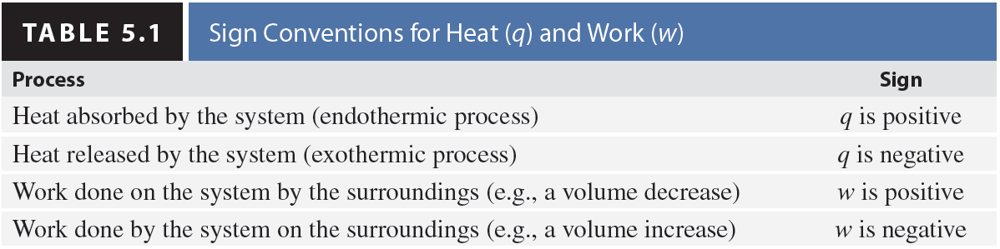 TABLE 5.1 Sign Conventions for Heat (q) and Work (w)
Process Sign
Heat absorbed by the system (endothermic process) q is positive
Heat released by the system (exothermic process) q is negative
Work done on the system by the surroundings (e.g., a volume decrease) w is positive
Work done by the system on the surroundings (e.g., a volume increase) w is negative